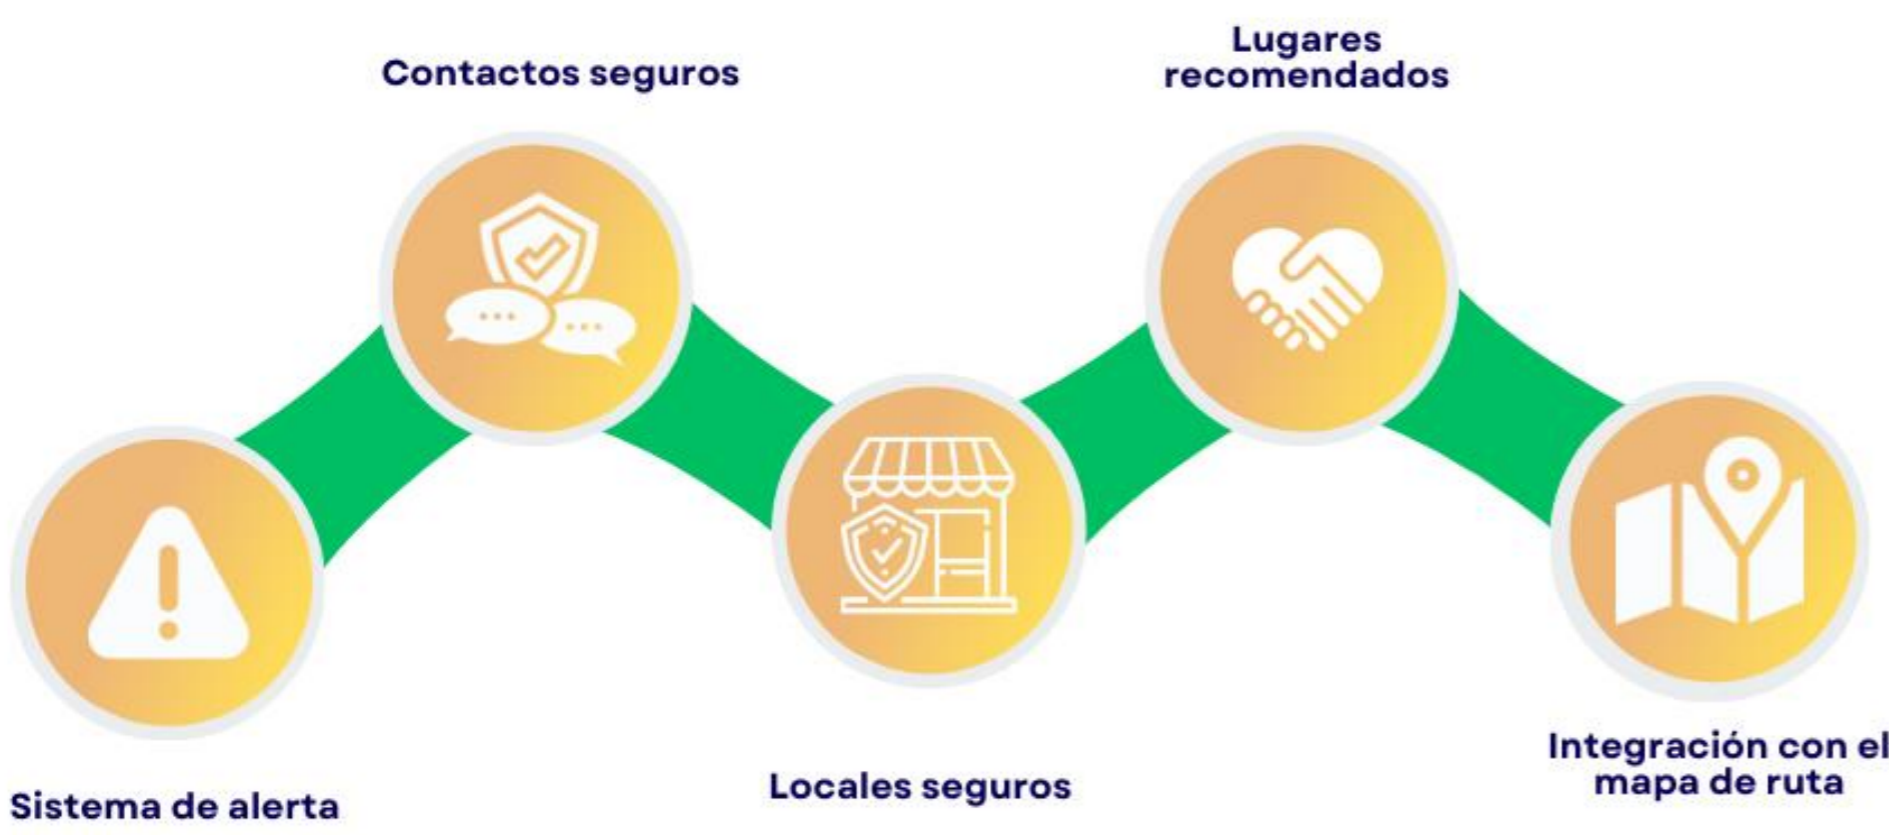 Sistema de alerta
Contactos seguros
Locales seguros
Lugares
recomendados
Integración con el
mapa de ruta